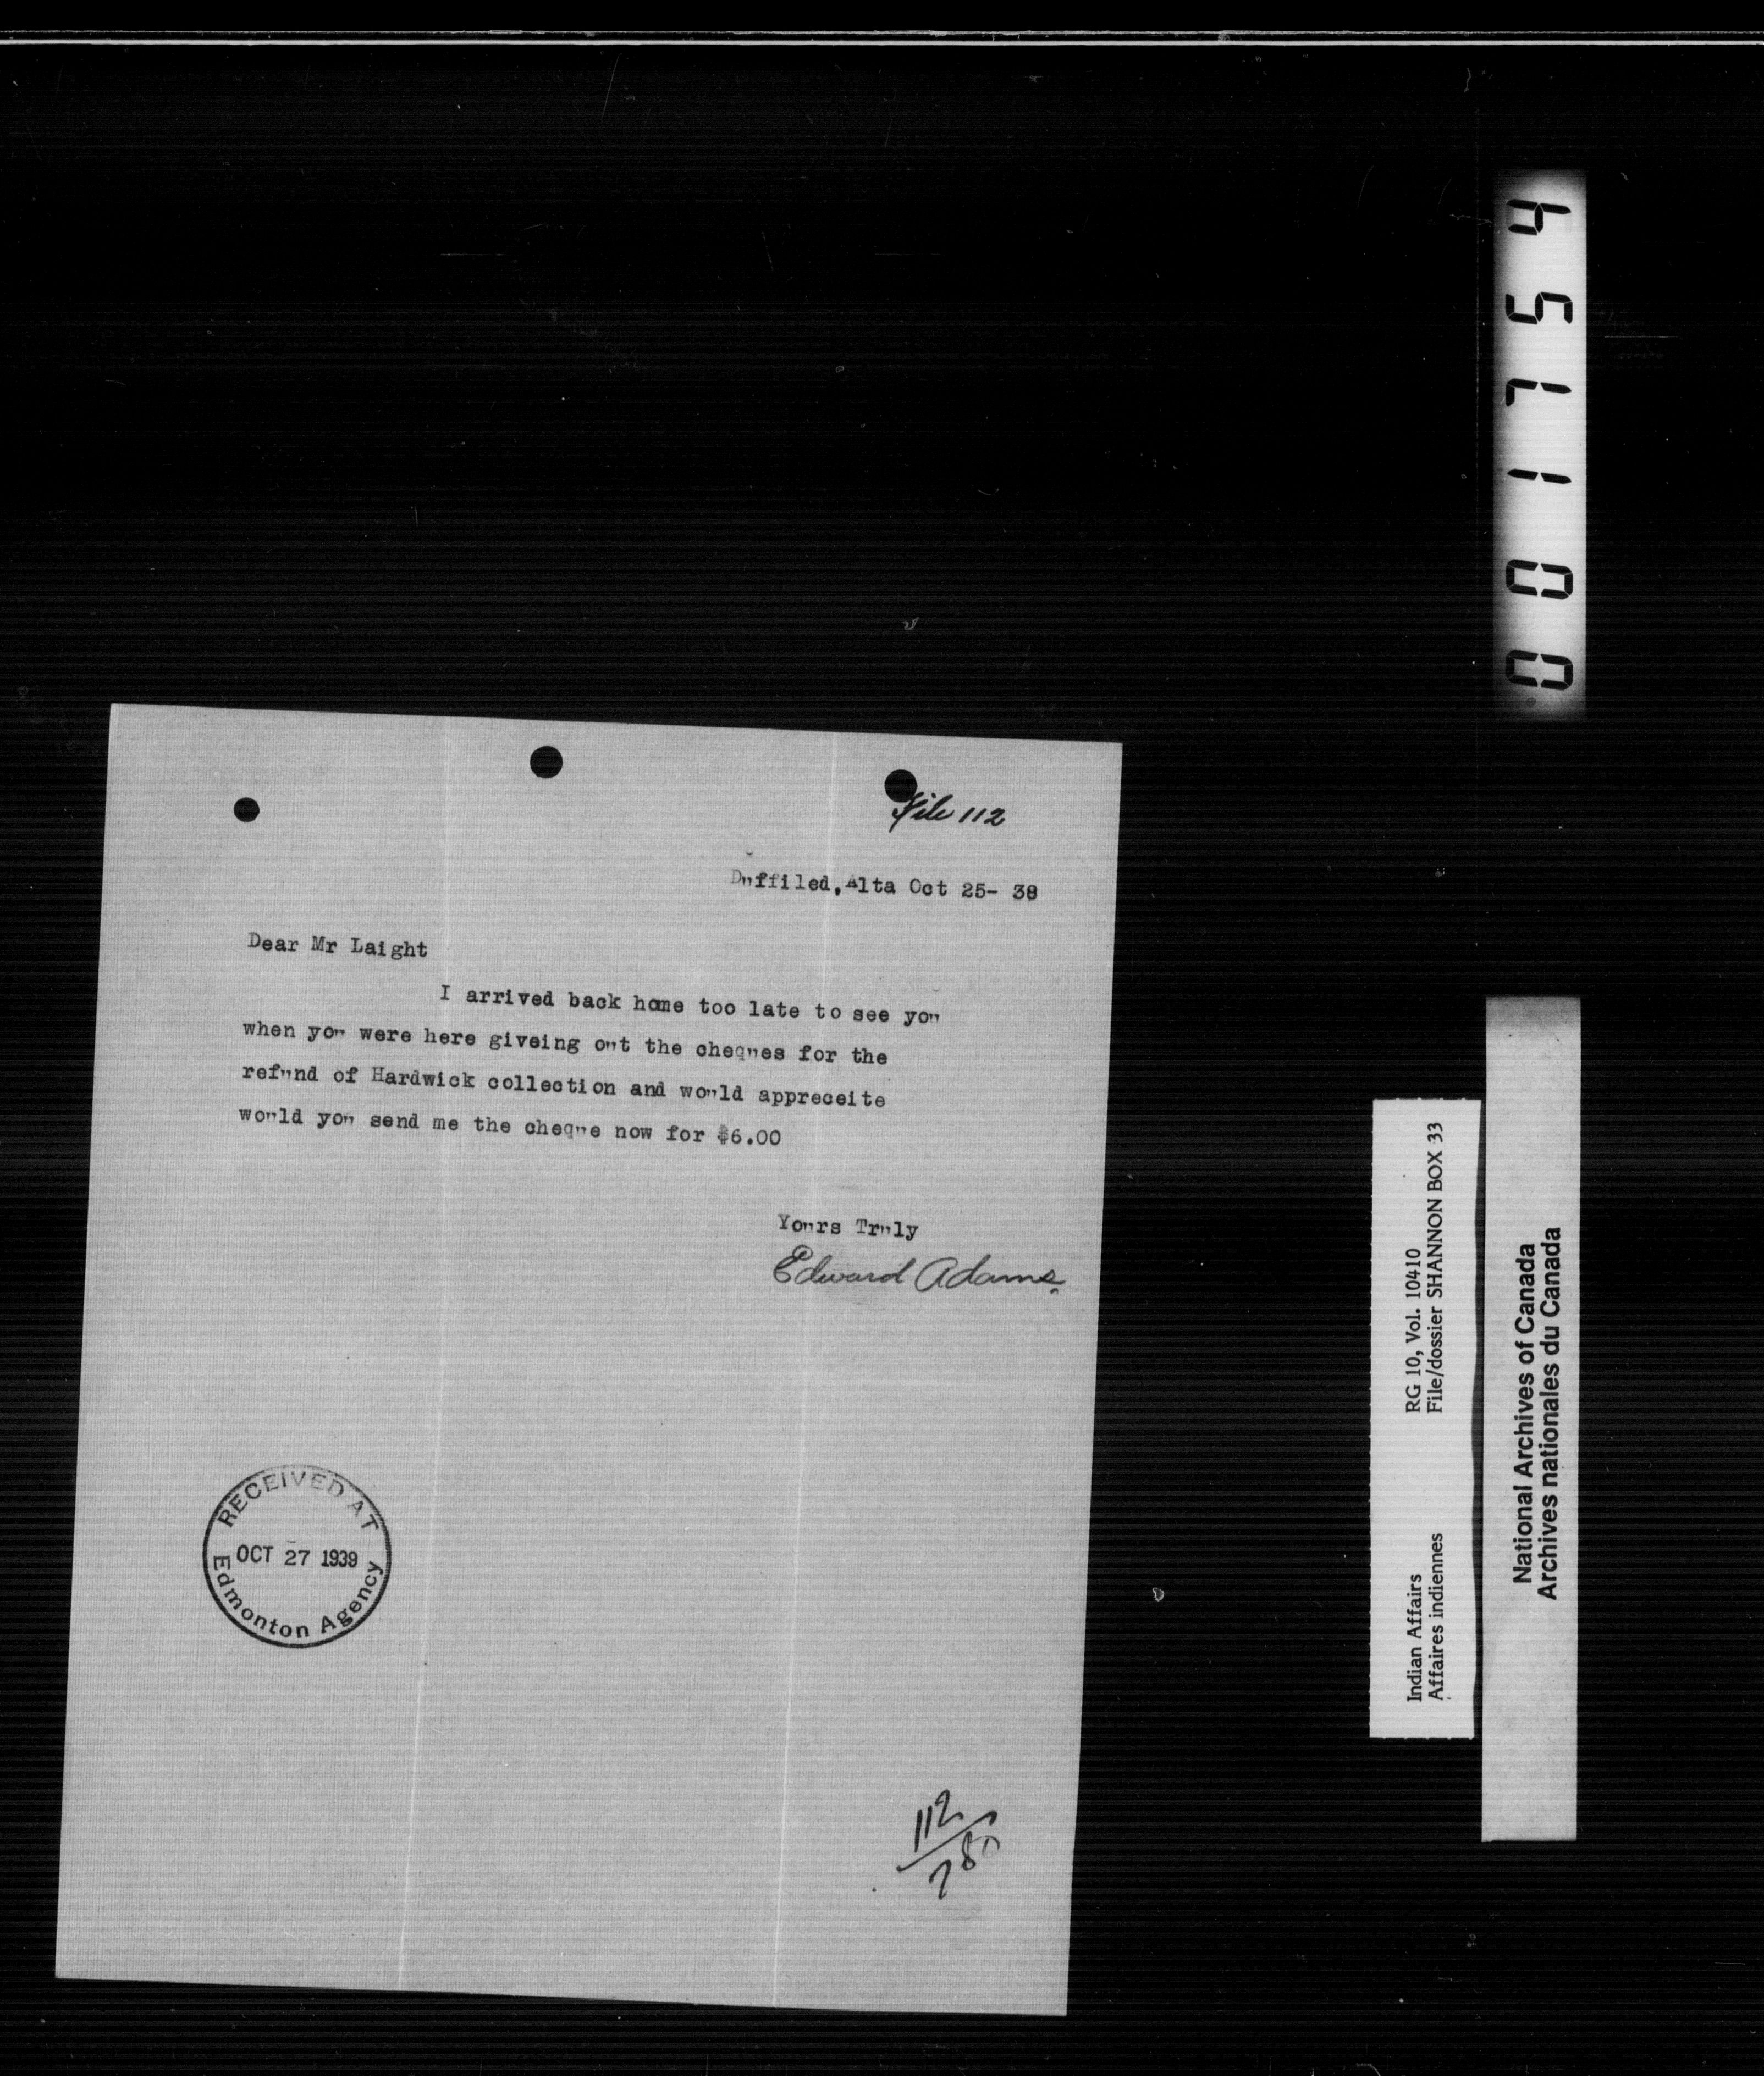 File 112
Duffiled, Alta Oct 25- 38
Dear Mr Laight
I arrived back home too late to see you
when you were here giveing out the cheques for the
refund of Hardwick collection and would appreceite
would you send me the cheque now for $6.00
Yours Truly
Edward Adams.
RECEIVED AT
OCT 27 1939
Edmonton Agency
112
001754
Indian Affairs RG 10, Vol. 10410
Affaires indiennes File/dossier SHANNON BOX 33
National Archives of Canada
Archives nationales du Canada